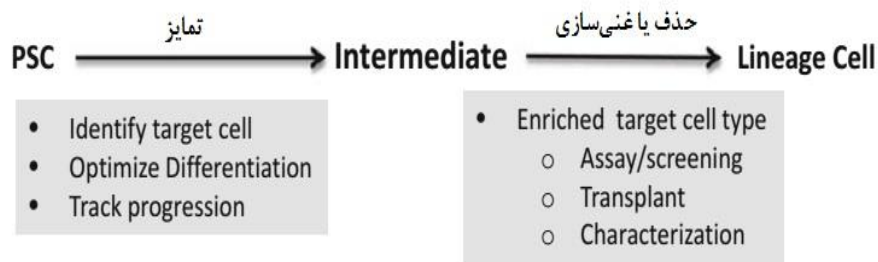 تمایز
حذف یا غنی‌سازی
PSC Intermediate Lineage Cell
• Identify target cell
• Optimize Differentiation
• Track progression
• Enriched target cell type
o Assay/screening
o Transplant
o Characterization